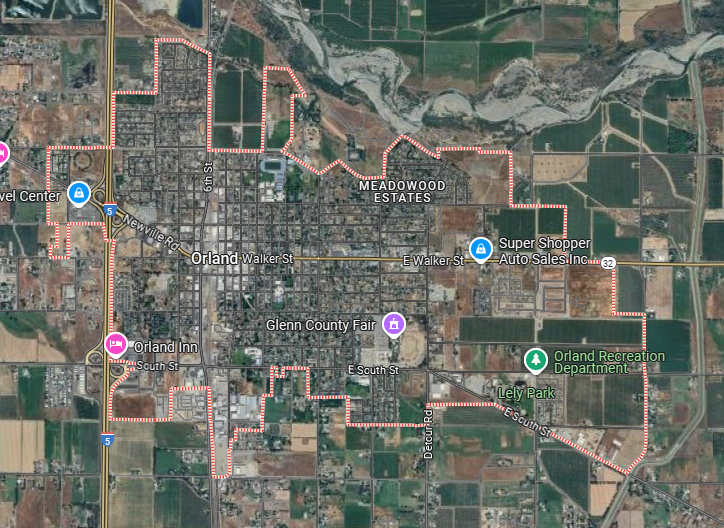 MEADOWOOD
ESTATES
6th St
vel Center
5
Newville Rd
Orland
Walker St
E Walker St
Super Shopper
Auto Sales Inc
32
Glenn County Fair
Orland Inn
South St
E South St
Orland Recreation
Department
Lely Park
E South St
Detour Rd
5